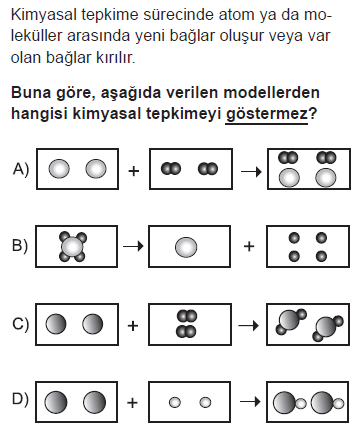 Kimyasal tepkime sürecinde atom ya da mo-
leküller arasında yeni bağlar oluşur veya var
olan bağlar kırılır.
Buna göre, aşağıda verilen modellerden
hangisi kimyasal tepkimeyi göstermez?
A) + →
B) → +
C) + →
D) + →